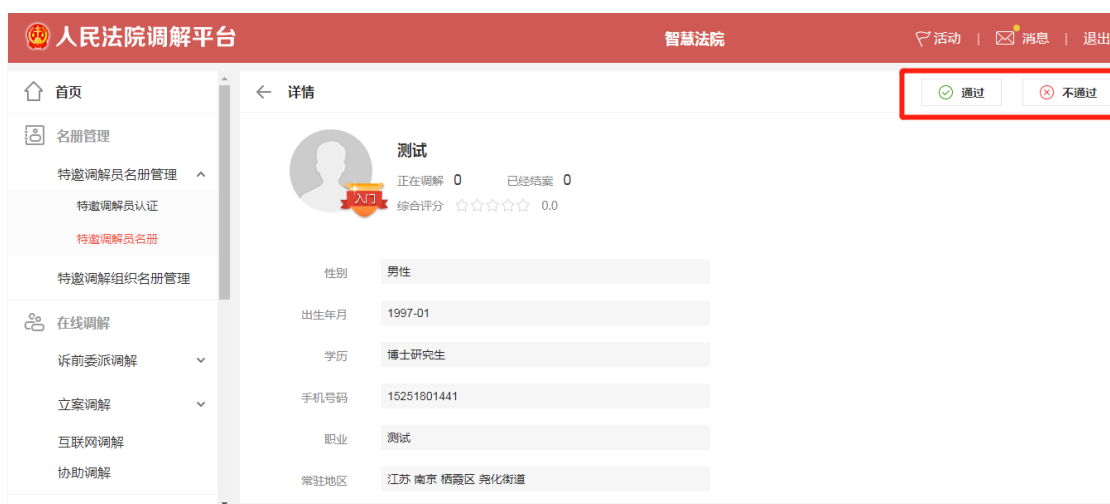 人民法院调解平台
智慧法院
活动 | 消息 | 退出
首页
详情
通过
不通过
名册管理
特邀调解员名册管理
特邀调解员认证
特邀调解员名册
特邀调解组织名册管理
在线调解
诉前委派调解
立案调解
互联网调解
协助调解
入门
测试
正在调解 0 已经结案 0
综合评分 0.0
性别 男性
出生年月 1997-01
学历 博士研究生
手机号码 15251801441
职业 测试
常驻地区 江苏 南京 栖霞区 尧化街道